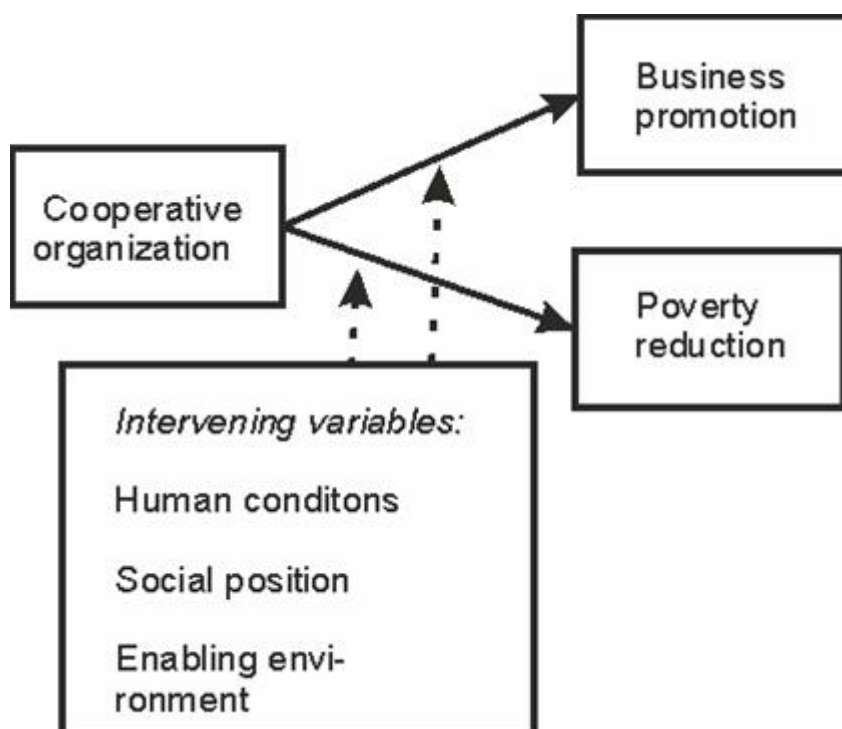 Business
promotion
Cooperative
organization
Poverty
reduction
Intervening variables:
Human conditons
Social position
Enabling envi-
ronment